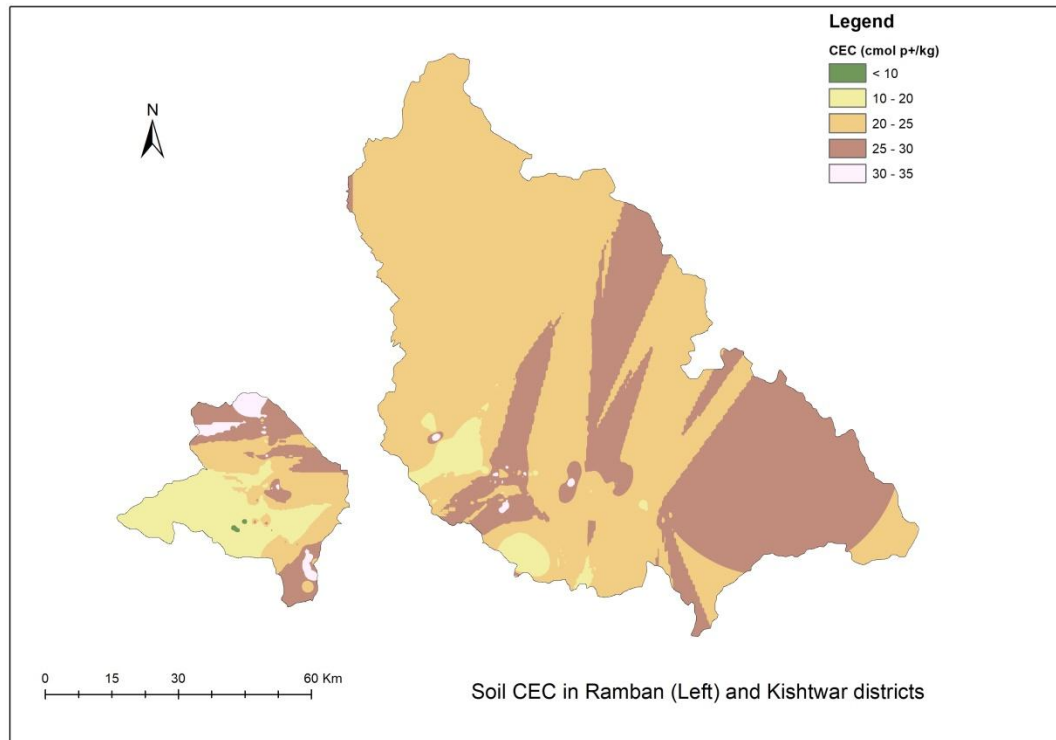 Legend
CEC (cmol p+/kg)
< 10
10 - 20
20 - 25
25 - 30
30 - 35
N
0 15 30 60 Km
Soil CEC in Ramban (Left) and Kishtwar districts